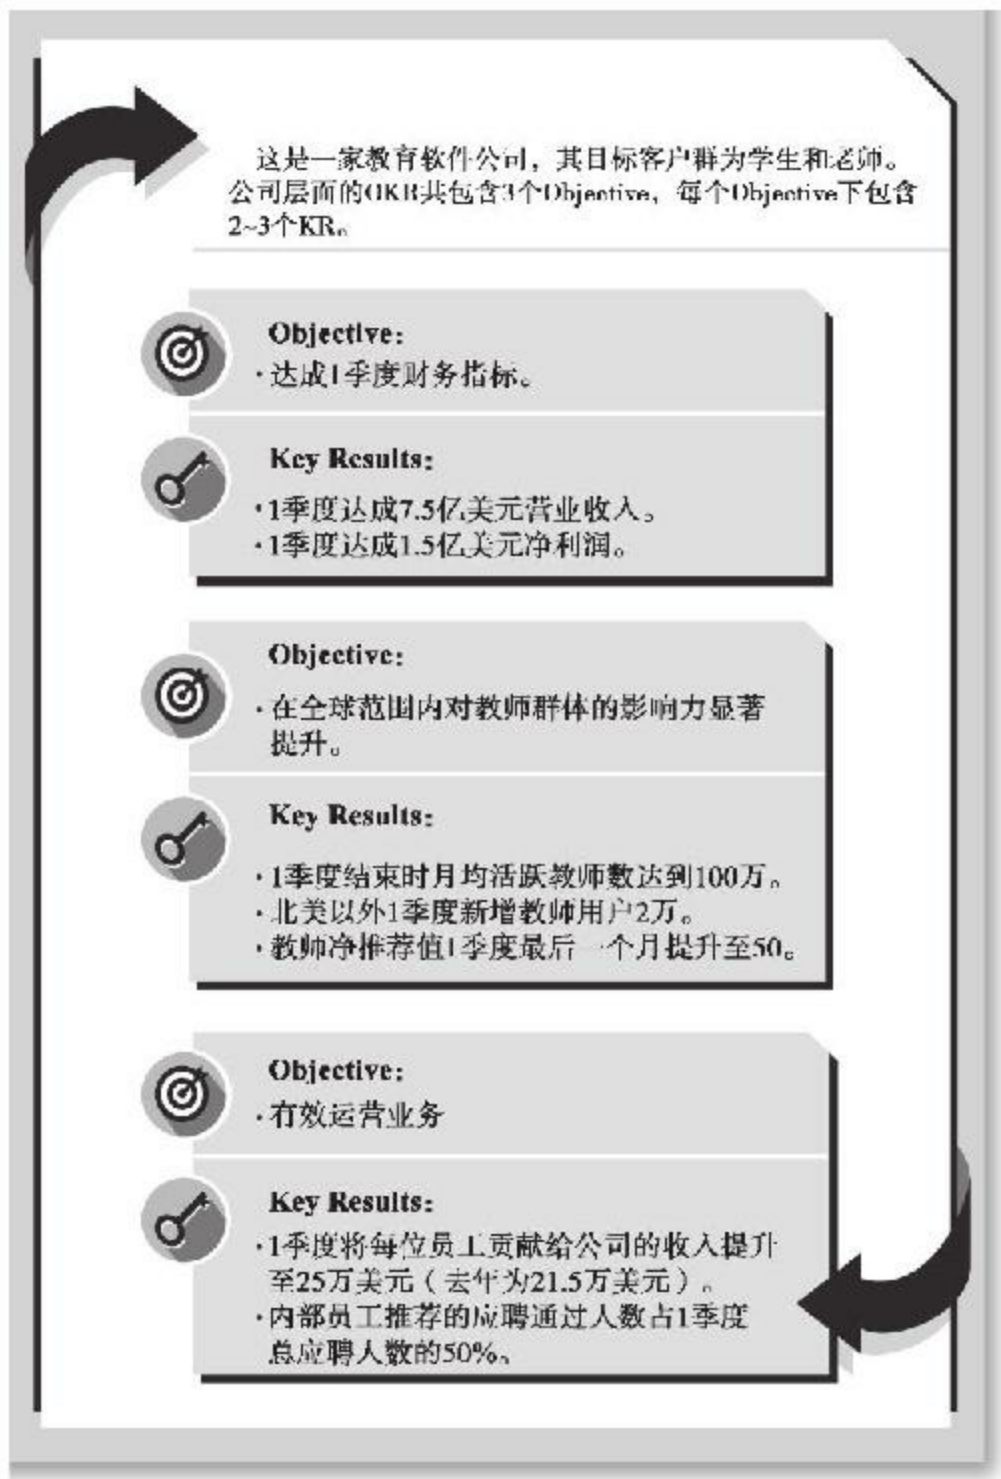 这是一家教育软件公司，其目标客户群为学生和老师。
公司层面的OKR共包含3个Objective，每个Objective下包含
2~3个KR。
Objective：
·达成1季度财务指标。
Key Results：
·1季度达成7.5亿美元营业收入。
·1季度达成1.5亿美元净利润。
Objective：
·在全球范围内对教师群体的影响力显著
提升。
Key Results：
·1季度结束时月均活跃教师数达到100万。
·北美以外1季度新增教师用户2万。
·教师净推荐值1季度最后一个月提升至50。
Objective：
·有效运营业务
Key Results：
·1季度将每位员工贡献给公司的收入提升
至25万美元（去年为21.5万美元）。
·内部员工推荐的应聘通过人数占1季度
总应聘人数的50%。